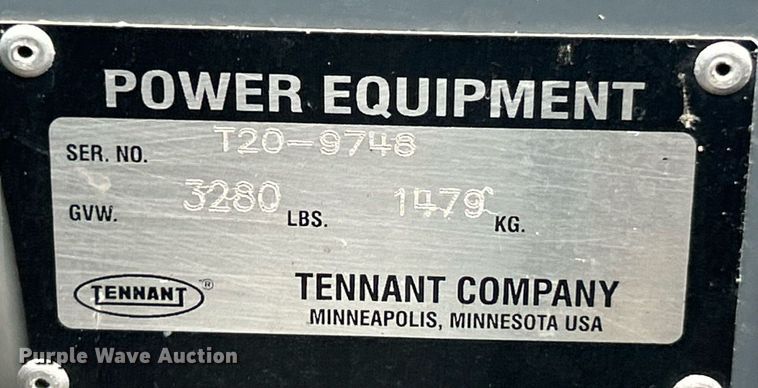 POWER EQUIPMENT
SER. NO. T20-9748
GVW. 3280 LBS. 1479 KG.
TENNANT ®
TENNANT COMPANY
MINNEAPOLIS, MINNESOTA USA
Purple Wave Auction